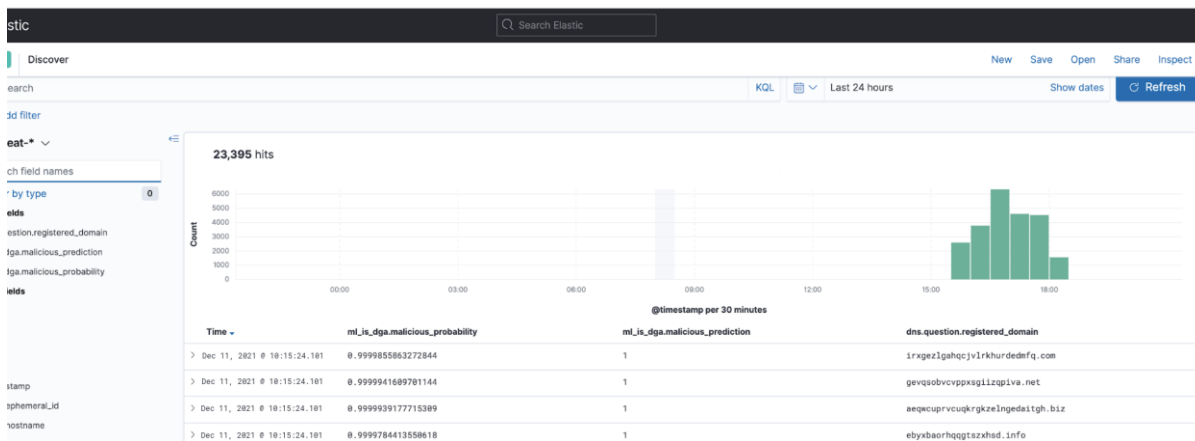 stic
Search Elastic
Discover
New Save Open Share Inspect
earch
KQL
Last 24 hours
Show dates
Refresh
dd filter
eat-*
ch field names
r by type 0
elds
estion.registered_domain
dga.malicious_prediction
dga.malicious_probability
ields
stamp
ephemeral_id
hostname
23,395 hits
Count
6000
5000
4000
3000
2000
1000
0
00:00 03:00 06:00 09:00 12:00 15:00 18:00
@timestamp per 30 minutes
Time ml_is_dga.malicious_probability ml_is_dga.malicious_prediction dns.question.registered_domain
Dec 11, 2021 @ 10:15:24.101 0.9999855863272844 1 irxgezlgahqcjvlrkhurdedmfq.com
Dec 11, 2021 @ 10:15:24.101 0.9999941609701144 1 gevqsobvcvppxsgiizqpiva.net
Dec 11, 2021 @ 10:15:24.101 0.9999939177715309 1 aeqwcuprvcuqkrgkzelngedaitgh.biz
Dec 11, 2021 @ 10:15:24.101 0.9999784413550618 1 ebyxbaorhqqgtszxhsd.info